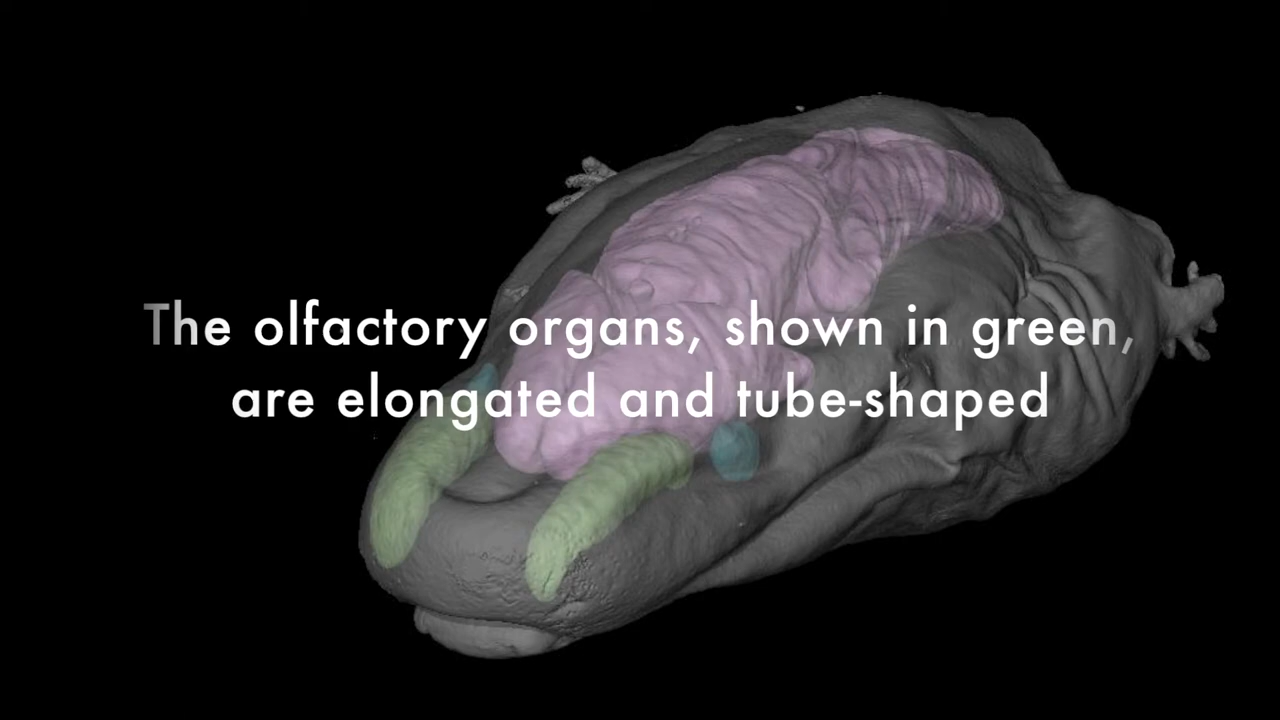 The olfactory organs, shown in green,
are elongated and tube-shaped